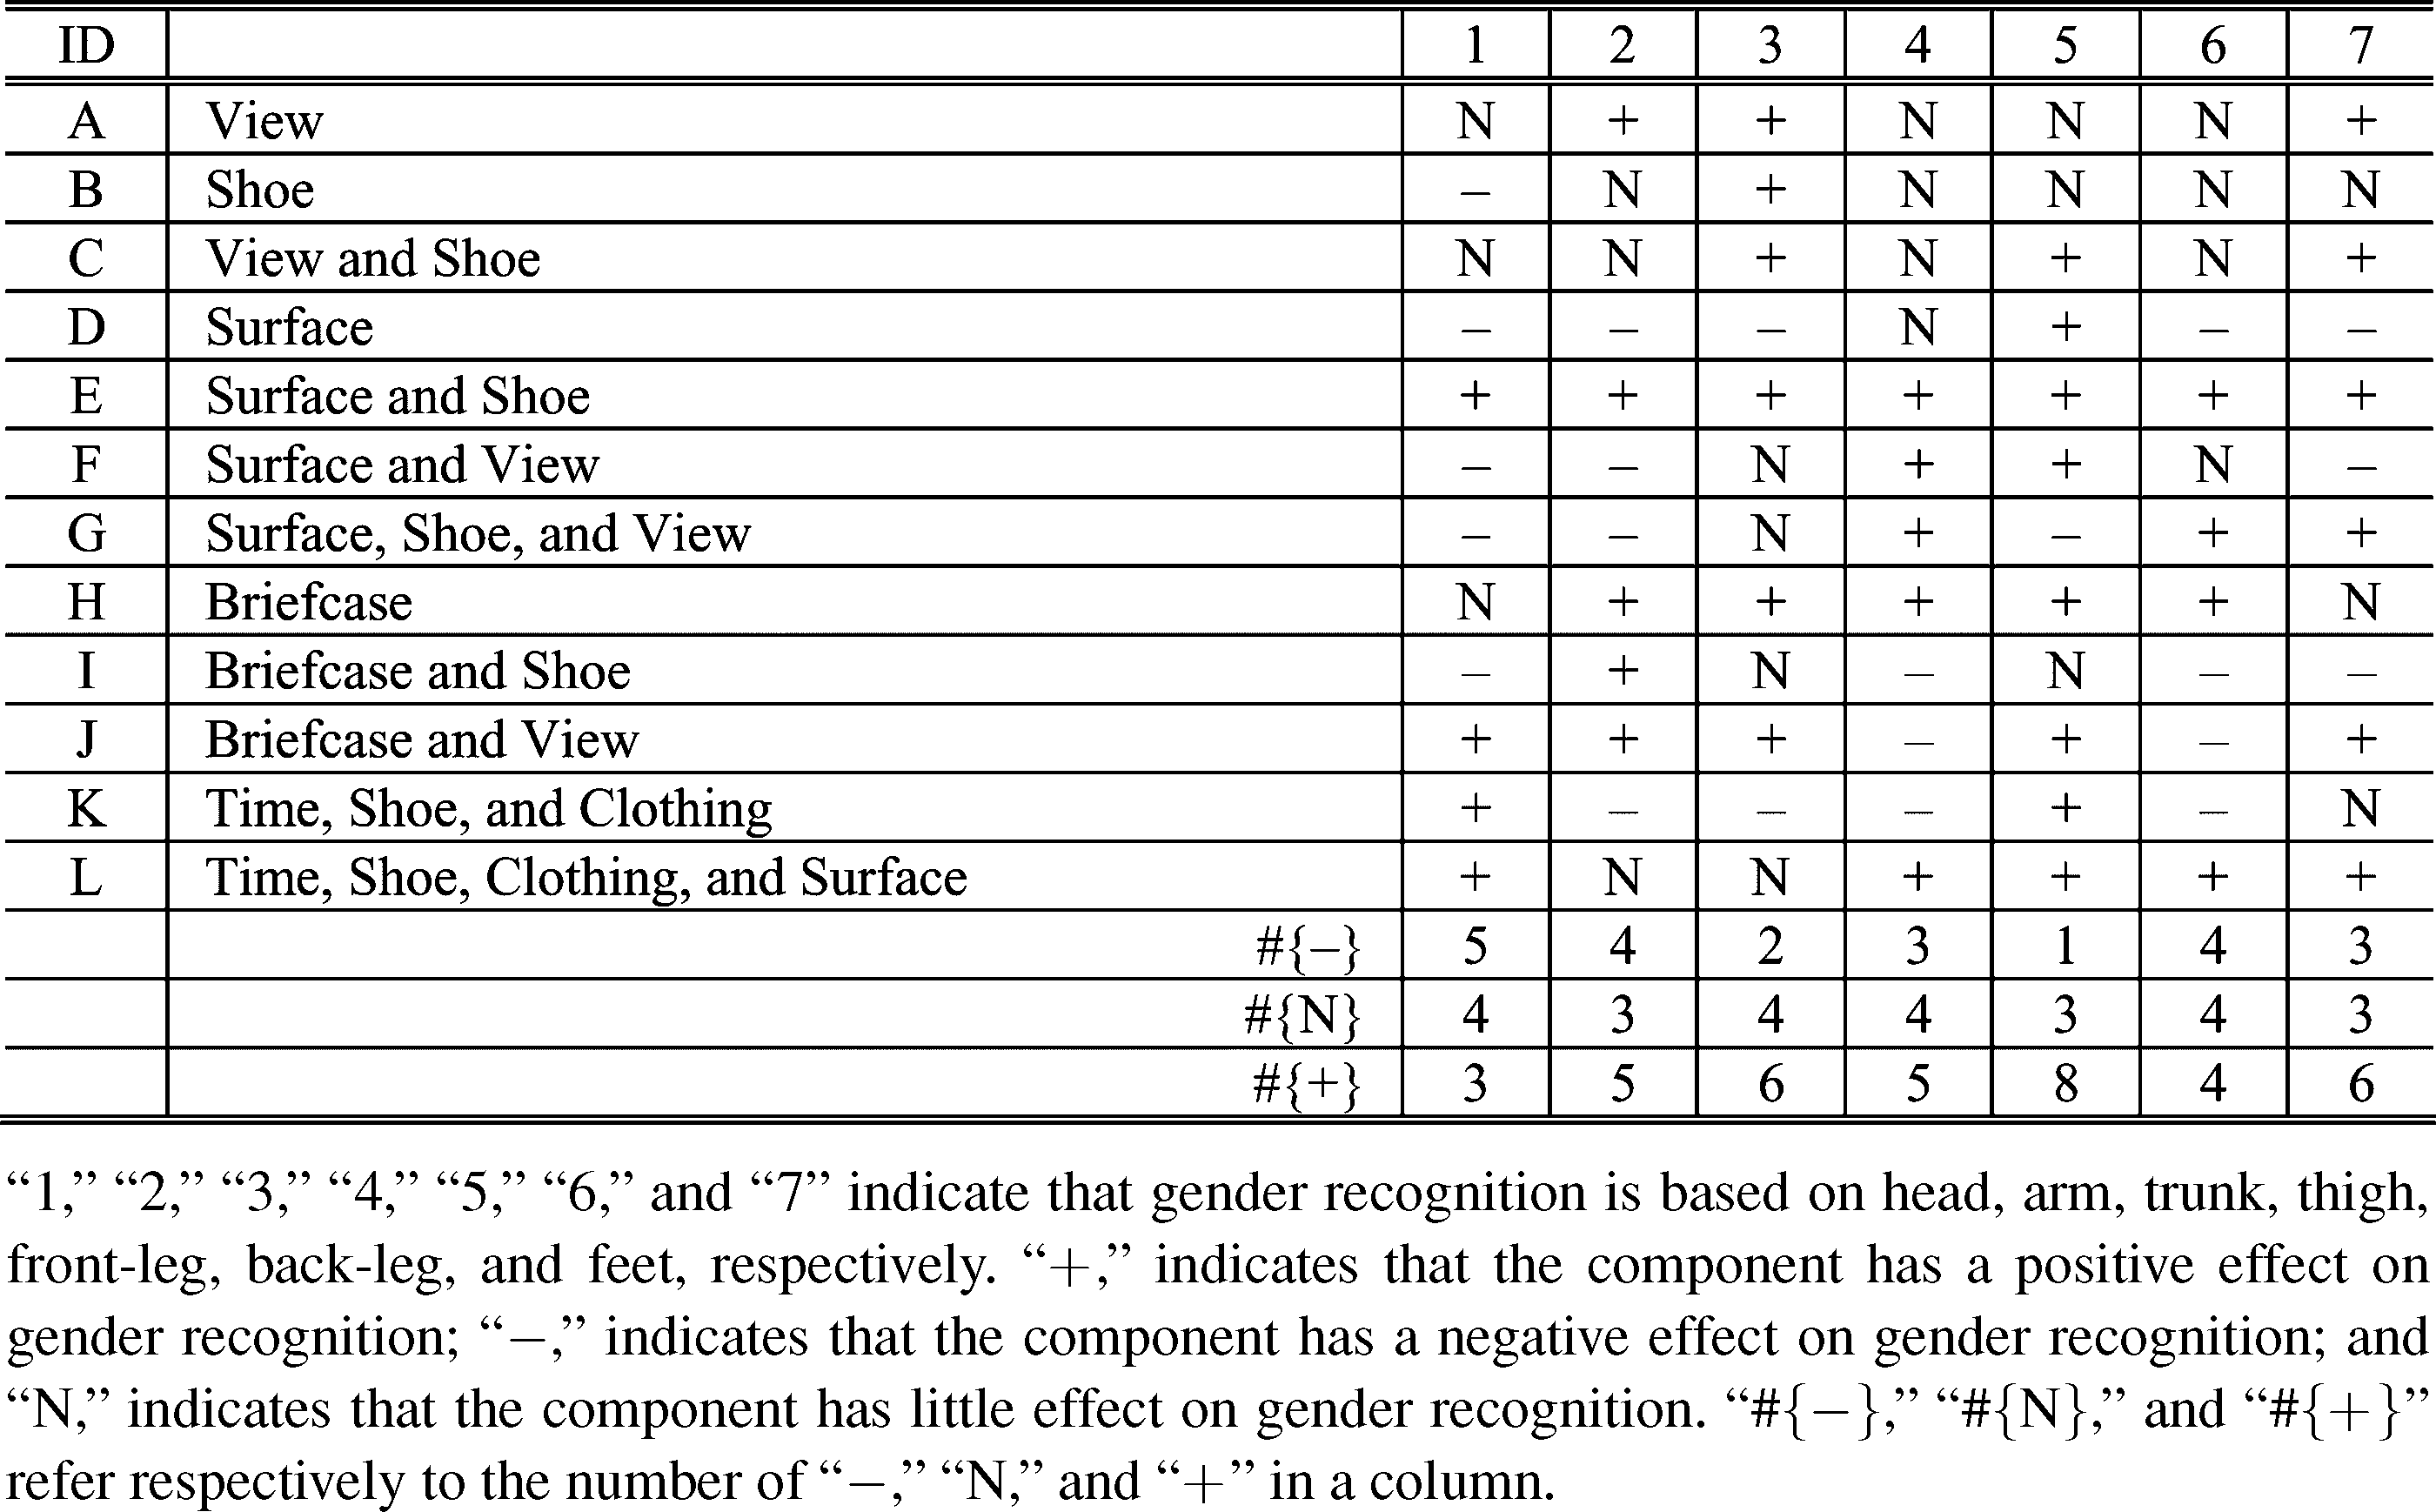 ID 1 2 3 4 5 6 7
A View N + + N N N +
B Shoe – N + N N N N
C View and Shoe N N + N + N +
D Surface – – – N + – –
E Surface and Shoe + + + + + + +
F Surface and View – – N + + N –
G Surface, Shoe, and View – – N + – + +
H Briefcase N + + + + + N
I Briefcase and Shoe – + N – N – –
J Briefcase and View + + + – + – +
K Time, Shoe, and Clothing + – – – + – N
L Time, Shoe, Clothing, and Surface + N N + + + +
#{–} 5 4 2 3 1 4 3
#{N} 4 3 4 4 3 4 3
#{+} 3 5 6 5 8 4 6
“1,” “2,” “3,” “4,” “5,” “6,” and “7” indicate that gender recognition is based on head, arm, trunk, thigh,
front-leg, back-leg, and feet, respectively. “+,” indicates that the component has a positive effect on
gender recognition; “−,” indicates that the component has a negative effect on gender recognition; and
“N,” indicates that the component has little effect on gender recognition. “#{−},” “#{N},” and “#{+}”
refer respectively to the number of “−,” “N,” and “+” in a column.